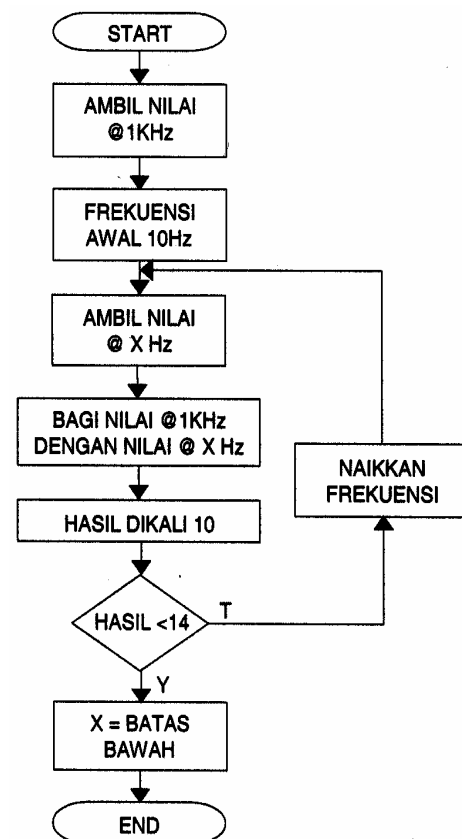 START
AMBIL NILAI
@1KHz
FREKUENSI
AWAL 10Hz
AMBIL NILAI
@ X Hz
BAGI NILAI @1KHz
DENGAN NILAI @ X Hz
NAIKKAN
FREKUENSI
HASIL DIKALI 10
HASIL <14
T
Y
X = BATAS
BAWAH
END